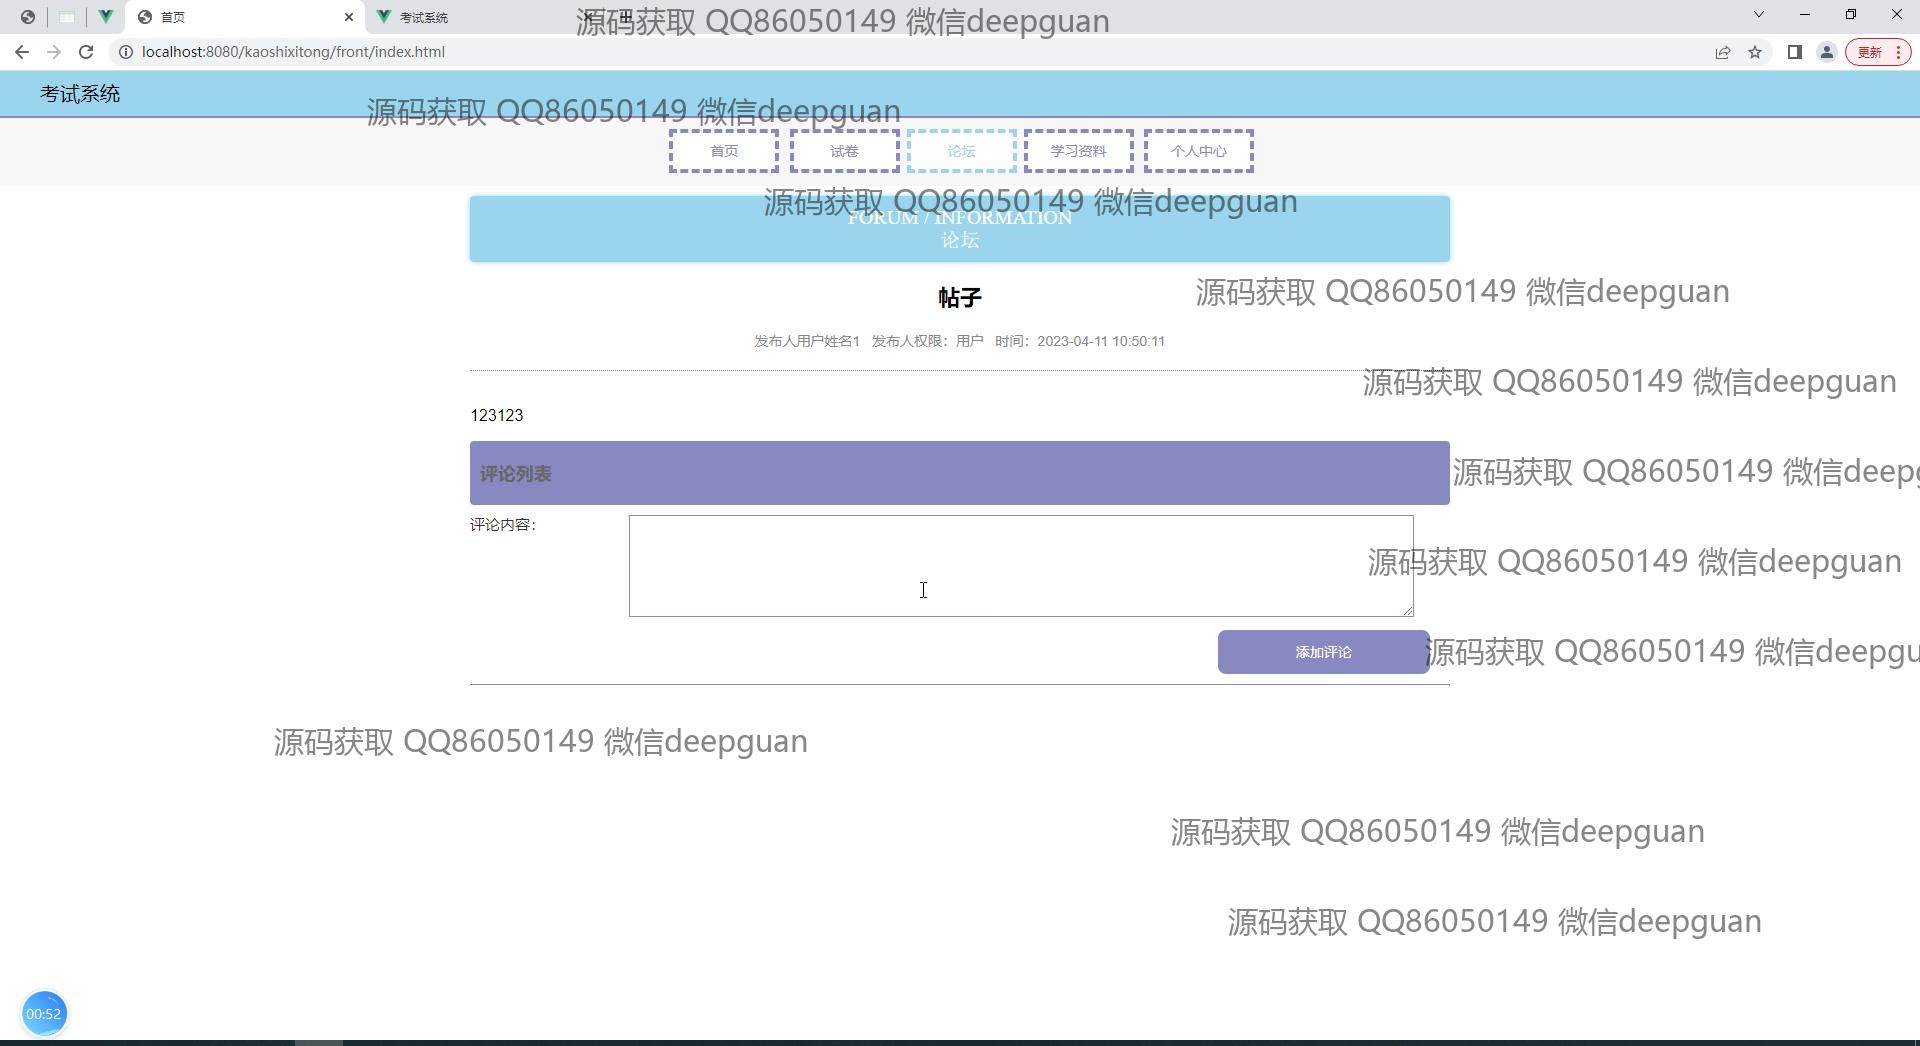 首页
考试系统
源码获取 QQ86050149 微信deepguan
localhost:8080/kaoshixitong/front/index.html
更新
考试系统
源码获取 QQ86050149 微信deepguan
首页
试卷
论坛
学习资料
个人中心
源码获取 QQ86050149 微信deepguan
FORUM / INFORMATION
论坛
帖子
源码获取 QQ86050149 微信deepguan
发布人用户姓名1 发布人权限：用户 时间：2023-04-11 10:50:11
源码获取 QQ86050149 微信deepguan
123123
评论列表
源码获取 QQ86050149 微信deepg
评论内容：
源码获取 QQ86050149 微信deepguan
添加评论
源码获取 QQ86050149 微信deepgu
源码获取 QQ86050149 微信deepguan
源码获取 QQ86050149 微信deepguan
源码获取 QQ86050149 微信deepguan
00:52